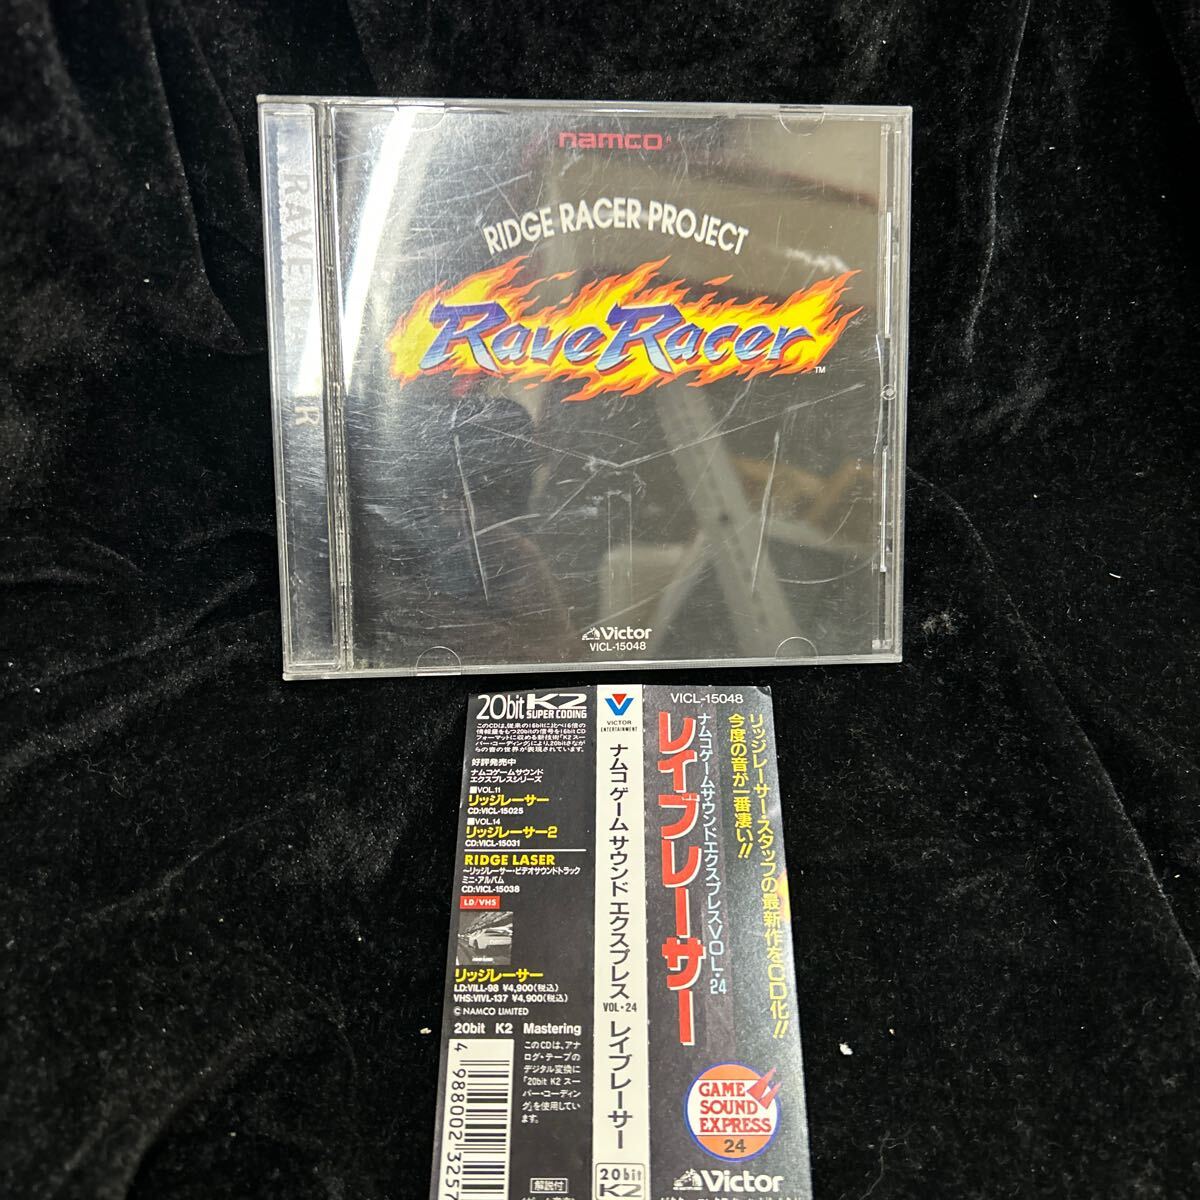 namco
RIDGE RACER PROJECT
RaveRacer™
RAVE RACER
Victor
VICL-15048
20bit K2
SUPER CODING
このCDは、従来の16bitに比べ16倍の
情報量をもつ20bitの信号を16bit CD
フォーマットに収める新技術「K2スー
パー・コーディング」により、20bitさなが
らの音の世界が表現されています。
好評発売中
ナムコゲームサウンド
エクスプレスシリーズ
■VOL.11
リッジレーサー
CD:VICL-15025
■VOL.14
リッジレーサー2
CD:VICL-15031
RIDGE LASER
〜リッジレーサー・ビデオサウンドトラック
ミニ・アルバム
CD:VICL-15038
LD/VHS
リッジレーサー
LD:VILL-98 ¥4,900(税込)
VHS:VIVL-137 ¥4,900(税込)
© NAMCO LIMITED
20bit K2 Mastering
このCDは、アナ
ログ・テープの
デジタル変換に
「20bit K2 スー
パー・コーディン
グ」を使用してい
ます。
4 988002 3257
解説付
VICTOR
ENTERTAINMENT
ナムコ ゲームサウンド エクスプレス VOL・24 レイブレーサー
20bit
K2
VICL-15048
リッジレーサー・スタッフの最新作をCD化!!
今度の音が一番凄い!!
ナムコゲームサウンドエクスプレスVOL・24
レイブレーサー
GAME
SOUND
EXPRESS
24
Victor